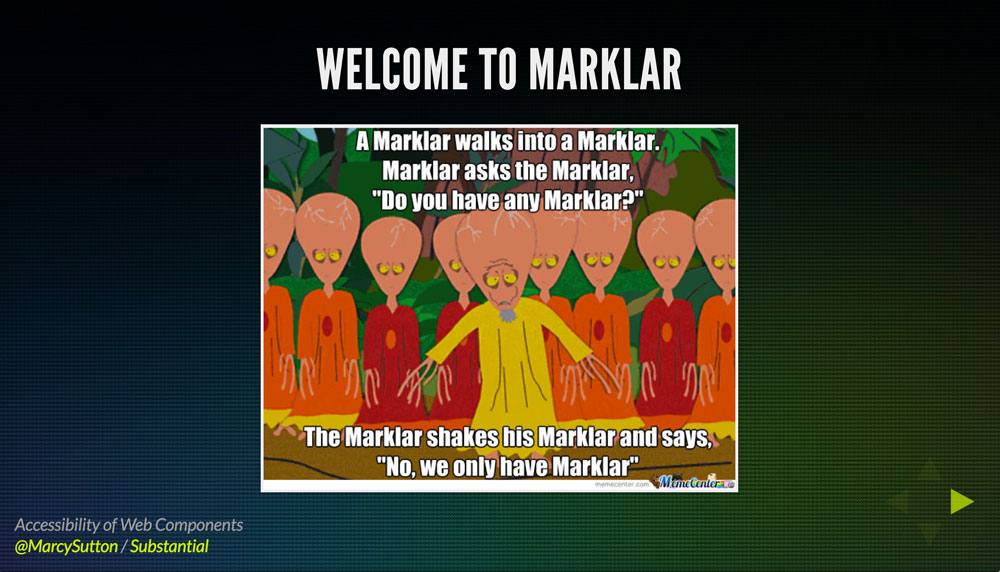 WELCOME TO MARKLAR
A Marklar walks into a Marklar.
Marklar asks the Marklar,
"Do you have any Marklar?"
The Marklar shakes his Marklar and says,
"No, we only have Marklar"
memecenter.com MemeCenter
Accessibility of Web Components
@MarcySutton / Substantial